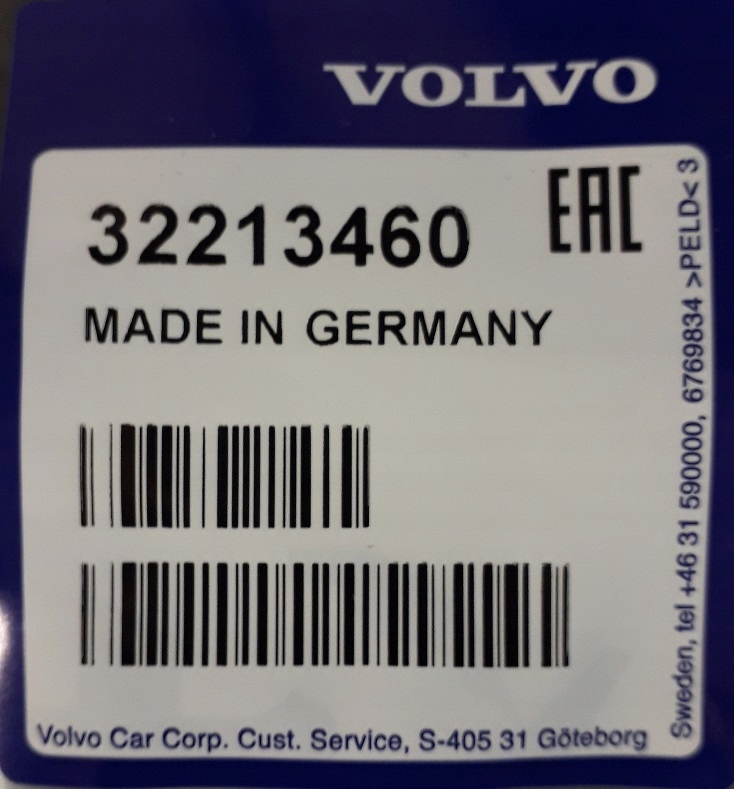 VOLVO
32213460
EAC
MADE IN GERMANY
Volvo Car Corp. Cust. Service, S-405 31 Göteborg
Sweden, tel +46 31 590000, 6769834 >PELD< 3